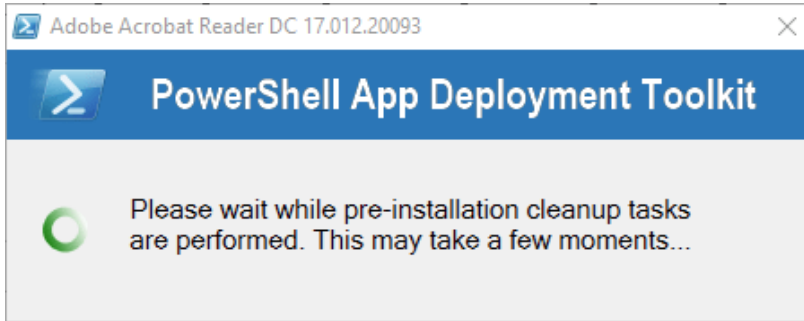 Adobe Acrobat Reader DC 17.012.20093
PowerShell App Deployment Toolkit
Please wait while pre-installation cleanup tasks
are performed. This may take a few moments...